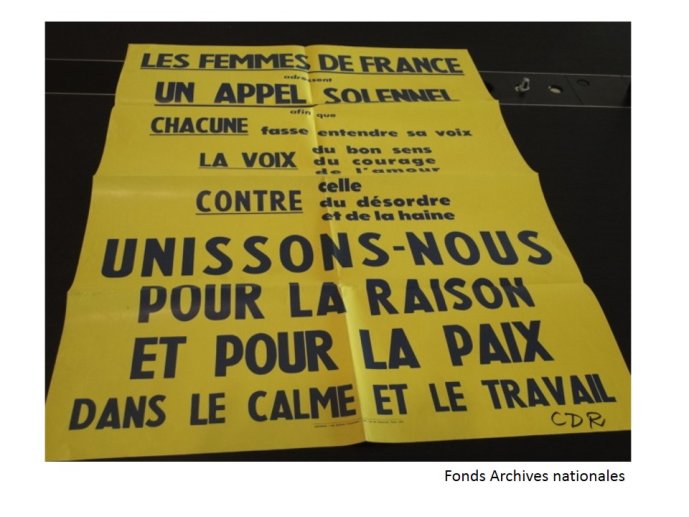 LES FEMMES DE FRANCE
adressent
UN APPEL SOLENNEL
afin que
CHACUNE fasse entendre sa voix
LA VOIX du bon sens
du courage
de l'amour
CONTRE celle
du désordre
et de la haine
UNISSONS-NOUS
POUR LA RAISON
ET POUR LA PAIX
DANS LE CALME ET LE TRAVAIL
CDR
Fonds Archives nationales